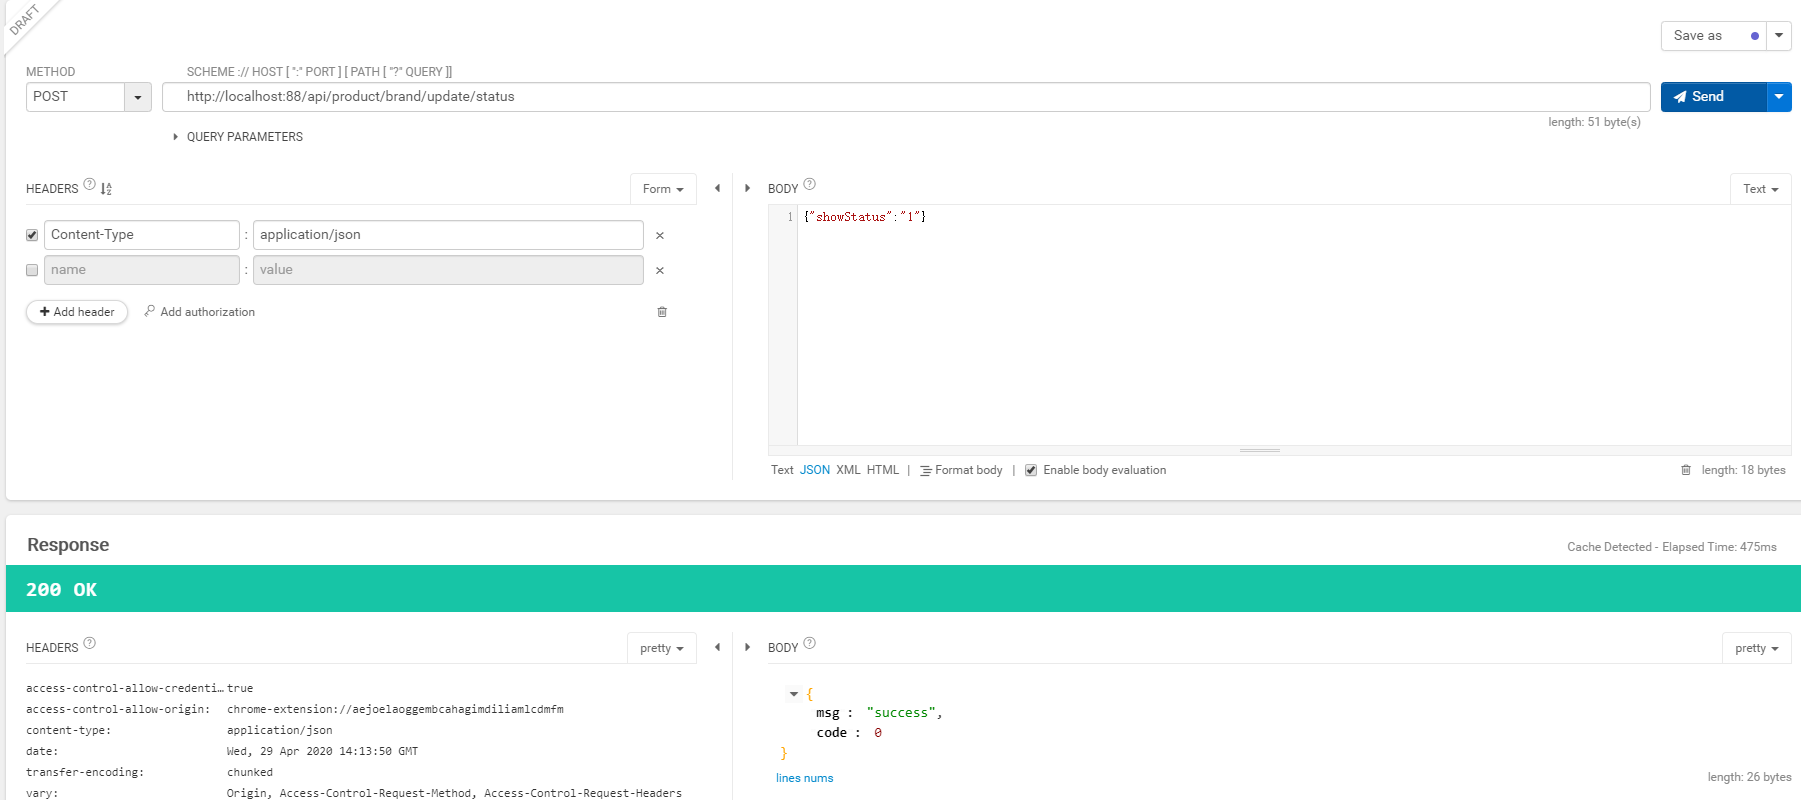 DRAFT
Save as
METHOD
SCHEME :// HOST [ ":" PORT ] [ PATH [ "?" QUERY ]]
POST
http://localhost:88/api/product/brand/update/status
Send
length: 51 byte(s)
QUERY PARAMETERS
HEADERS ? Form
BODY ? Text
Content-Type : application/json ×
1 {"showStatus":"1"}
name : value ×
+ Add header Add authorization
Text JSON XML HTML | Format body | Enable body evaluation length: 18 bytes
Response
Cache Detected - Elapsed Time: 475ms
200 OK
HEADERS ? pretty
BODY ? pretty
access-control-allow-credenti… true
access-control-allow-origin: chrome-extension://aejoelaoggembcahagimdiliamlcdmfm
content-type: application/json
date: Wed, 29 Apr 2020 14:13:50 GMT
transfer-encoding: chunked
vary: Origin, Access-Control-Request-Method, Access-Control-Request-Headers
{
msg : "success",
code : 0
}
lines nums
length: 26 bytes